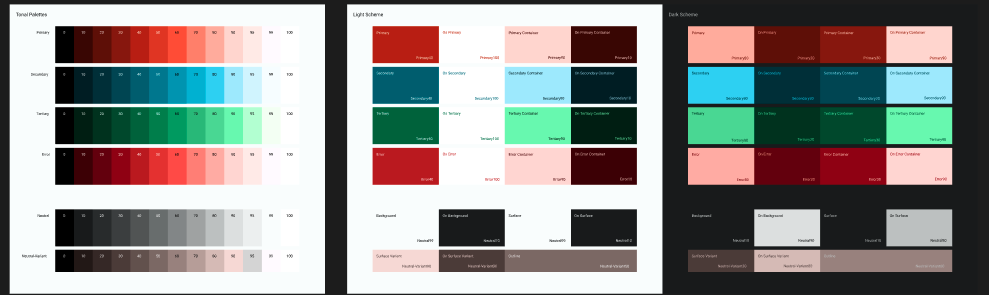 Tonal Palettes
Primary 0 10 20 30 40 50 60 70 80 90 95 99 100
Secondary 0 10 20 30 40 50 60 70 80 90 95 99 100
Tertiary 0 10 20 30 40 50 60 70 80 90 95 99 100
Error 0 10 20 30 40 50 60 70 80 90 95 99 100
Neutral 0 10 20 30 40 50 60 70 80 90 95 99 100
Neutral-Variant 0 10 20 30 40 50 60 70 80 90 95 99 100
Light Scheme
Primary On Primary Primary Container On Primary Container
Primary40 Primary100 Primary90 Primary10
Secondary On Secondary Secondary Container On Secondary Container
Secondary40 Secondary100 Secondary90 Secondary10
Tertiary On Tertiary Tertiary Container On Tertiary Container
Tertiary40 Tertiary100 Tertiary90 Tertiary10
Error On Error Error Container On Error Container
Error40 Error100 Error90 Error10
Background On Background Surface On Surface
Neutral99 Neutral10 Neutral99 Neutral10
Surface Variant On Surface Variant Outline
Neutral-Variant90 Neutral-Variant30 Neutral-Variant50
Dark Scheme
Primary On Primary Primary Container On Primary Container
Primary80 Primary20 Primary30 Primary90
Secondary On Secondary Secondary Container On Secondary Container
Secondary80 Secondary20 Secondary30 Secondary90
Tertiary On Tertiary Tertiary Container On Tertiary Container
Tertiary80 Tertiary20 Tertiary30 Tertiary90
Error On Error Error Container On Error Container
Error80 Error20 Error30 Error90
Background On Background Surface On Surface
Neutral10 Neutral90 Neutral10 Neutral80
Surface Variant On Surface Variant Outline
Neutral-Variant30 Neutral-Variant80 Neutral-Variant60